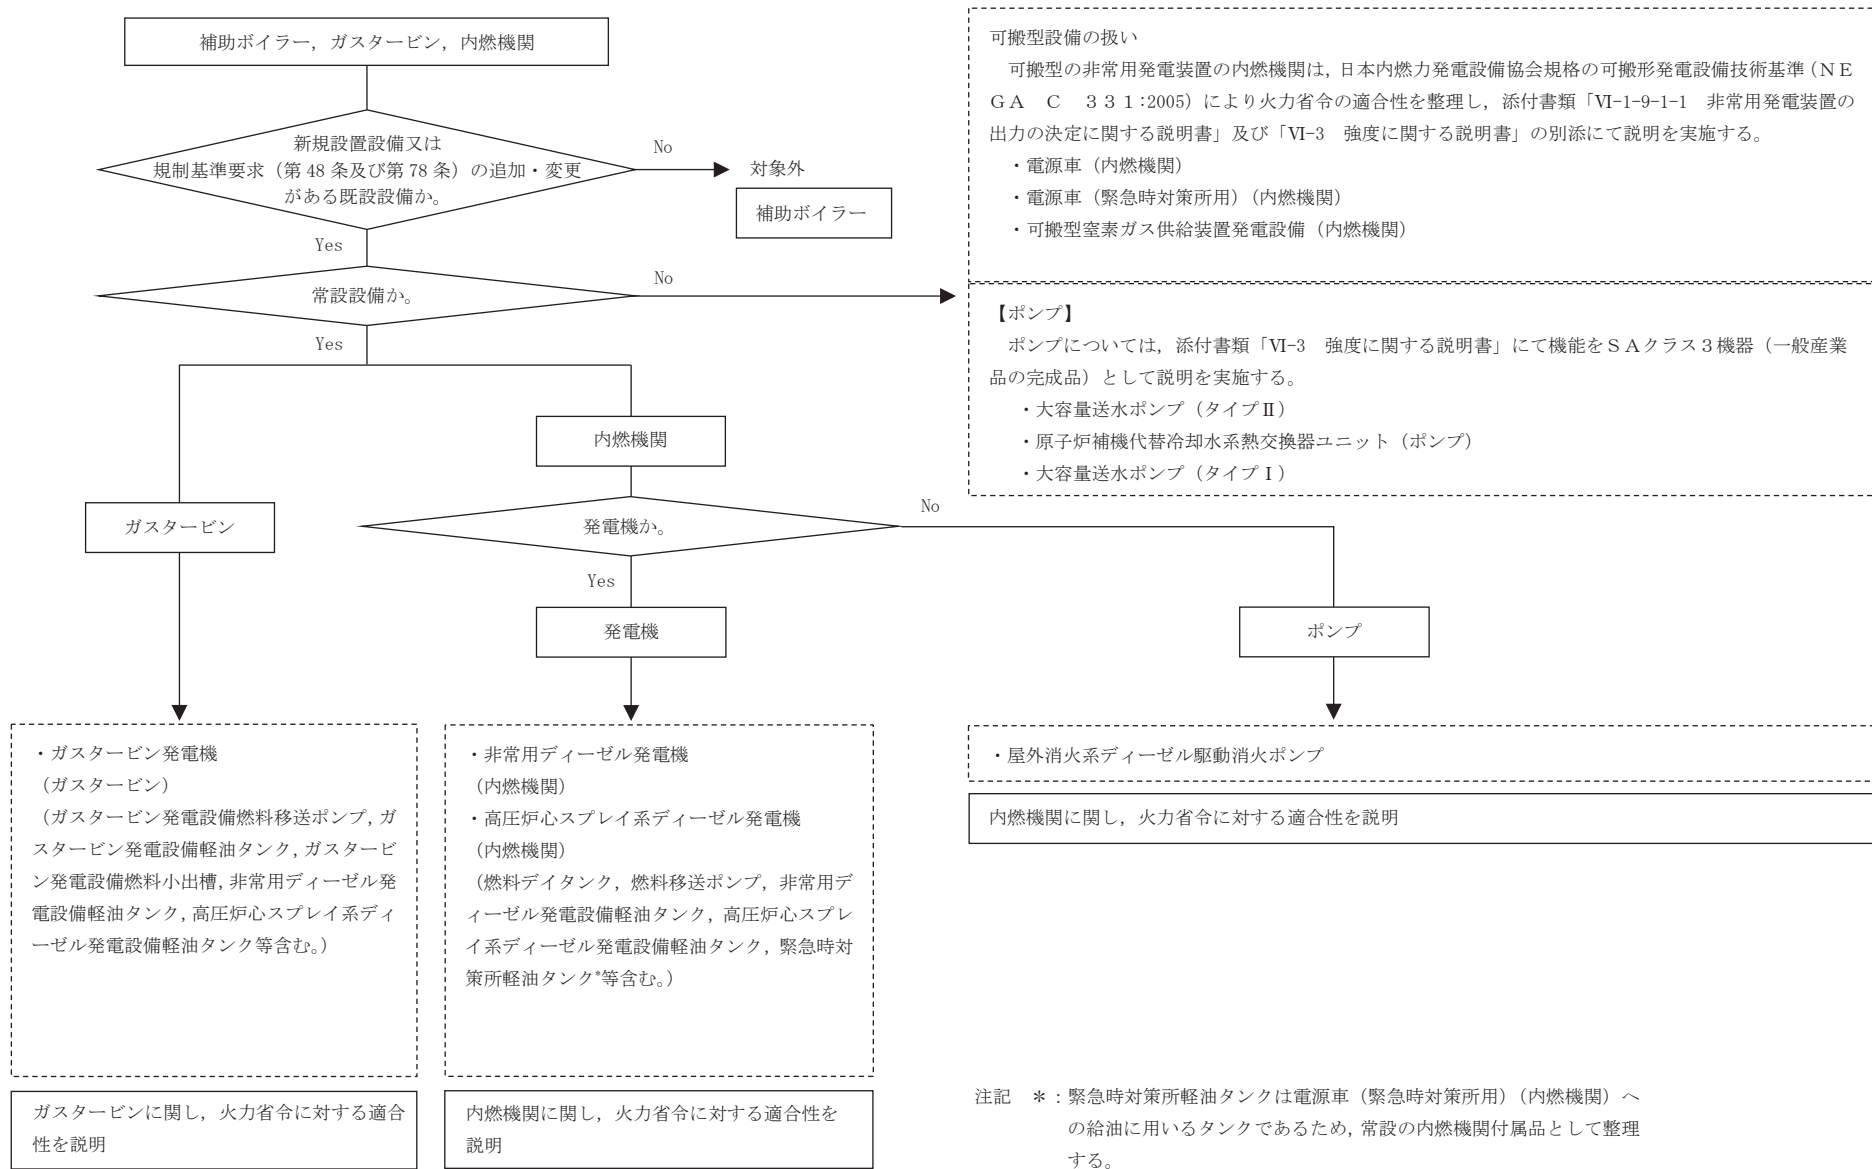 補助ボイラー，ガスタービン，内燃機関
新規設置設備又は
規制基準要求（第 48 条及び第 78 条）の追加・変更
がある既設設備か。
No
対象外
補助ボイラー
Yes
常設設備か。
No
Yes
可搬型設備の扱い
可搬型の非常用発電装置の内燃機関は，日本内燃力発電設備協会規格の可搬形発電設備技術基準（ＮＥ
ＧＡ　Ｃ　３３１:2005）により火力省令の適合性を整理し，添付書類「Ⅵ-1-9-1-1　非常用発電装置の
出力の決定に関する説明書」及び「Ⅵ-3　強度に関する説明書」の別添にて説明を実施する。
・電源車（内燃機関）
・電源車（緊急時対策所用）（内燃機関）
・可搬型窒素ガス供給装置発電設備（内燃機関）
【ポンプ】
ポンプについては，添付書類「Ⅵ-3　強度に関する説明書」にて機能をＳＡクラス３機器（一般産業
品の完成品）として説明を実施する。
・大容量送水ポンプ（タイプⅡ）
・原子炉補機代替冷却水系熱交換器ユニット（ポンプ）
・大容量送水ポンプ（タイプⅠ）
内燃機関
ガスタービン
発電機か。
No
Yes
発電機
ポンプ
・ガスタービン発電機
（ガスタービン）
（ガスタービン発電設備燃料移送ポンプ，ガ
スタービン発電設備軽油タンク，ガスタービ
ン発電設備燃料小出槽，非常用ディーゼル発
電設備軽油タンク，高圧炉心スプレイ系ディ
ーゼル発電設備軽油タンク等含む。）
ガスタービンに関し，火力省令に対する適合
性を説明
・非常用ディーゼル発電機
（内燃機関）
・高圧炉心スプレイ系ディーゼル発電機
（内燃機関）
（燃料デイタンク，燃料移送ポンプ，非常用デ
ィーゼル発電設備軽油タンク，高圧炉心スプレ
イ系ディーゼル発電設備軽油タンク，緊急時対
策所軽油タンク*等含む。）
内燃機関に関し，火力省令に対する適合性を
説明
・屋外消火系ディーゼル駆動消火ポンプ
内燃機関に関し，火力省令に対する適合性を説明
注記　＊：緊急時対策所軽油タンクは電源車（緊急時対策所用）（内燃機関）へ
の給油に用いるタンクであるため，常設の内燃機関付属品として整理
する。